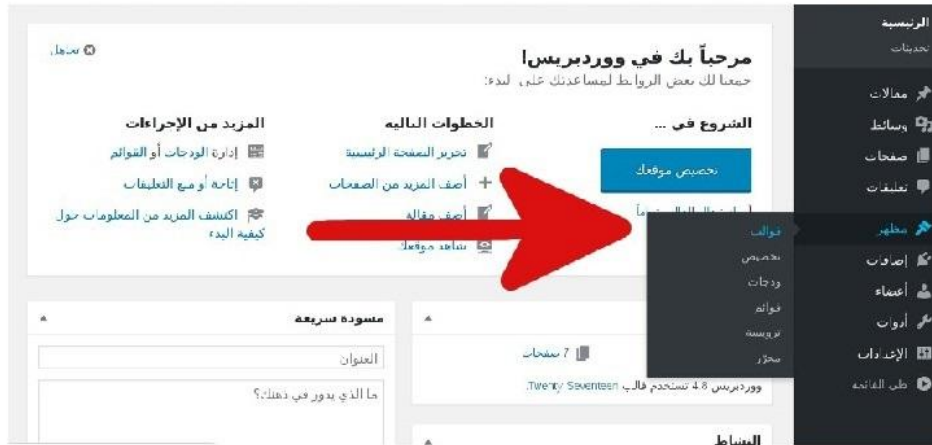 الرئيسية
تحديثات
مقالات
وسائط
صفحات
تعليقات
مظهر
إضافات
أعضاء
أدوات
الإعدادات
طي القائمة
قوالب
تخصيص
ودجات
قوائم
ترويسة
محرّر
مرحباً بك في ووردبريس!
جمعنا لك بعض الروابط لمساعدتك على البدء:
تجاهل
الشروع في ...
تخصيص موقعك
الخطوات التالية
تحرير الصفحة الرئيسية
أضف المزيد من الصفحات
أضف مقالة
شاهد موقعك
المزيد من الإجراءات
إدارة الودجات أو القوائم
إتاحة أو منع التعليقات
اكتشف المزيد من المعلومات حول
كيفية البدء
7 صفحات
ووردبريس 4.8 تستخدم قالب Twenty Seventeen.
النشاط
مسودة سريعة
العنوان
ما الذي يدور في ذهنك؟